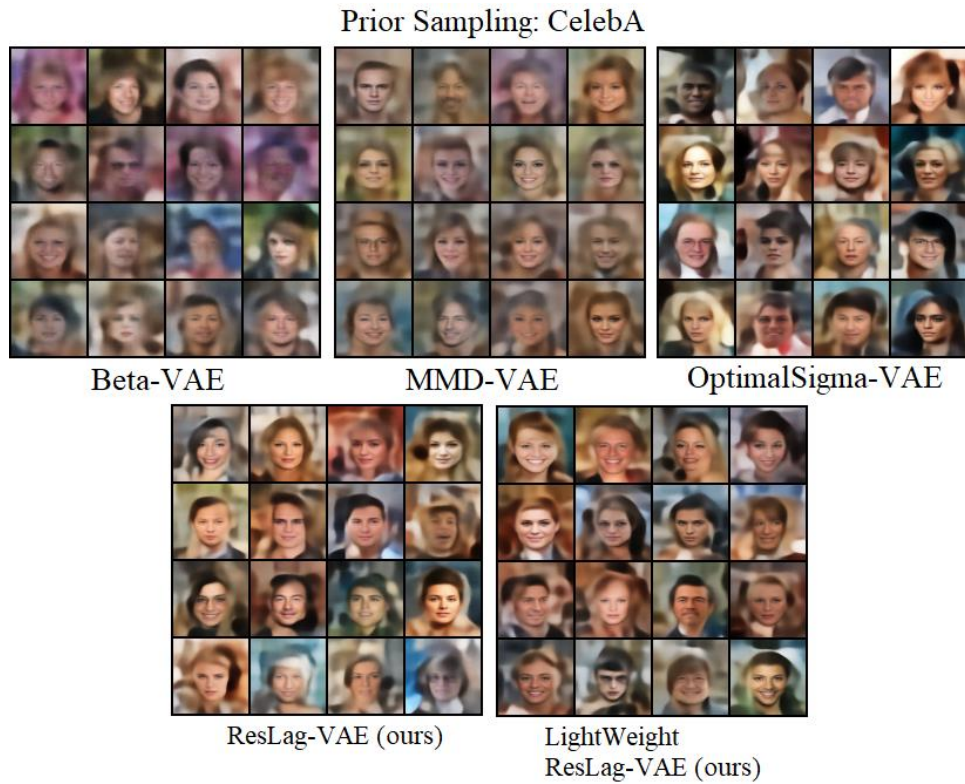 Prior Sampling: CelebA
Beta-VAE
MMD-VAE
OptimalSigma-VAE
ResLag-VAE (ours)
LightWeight
ResLag-VAE (ours)